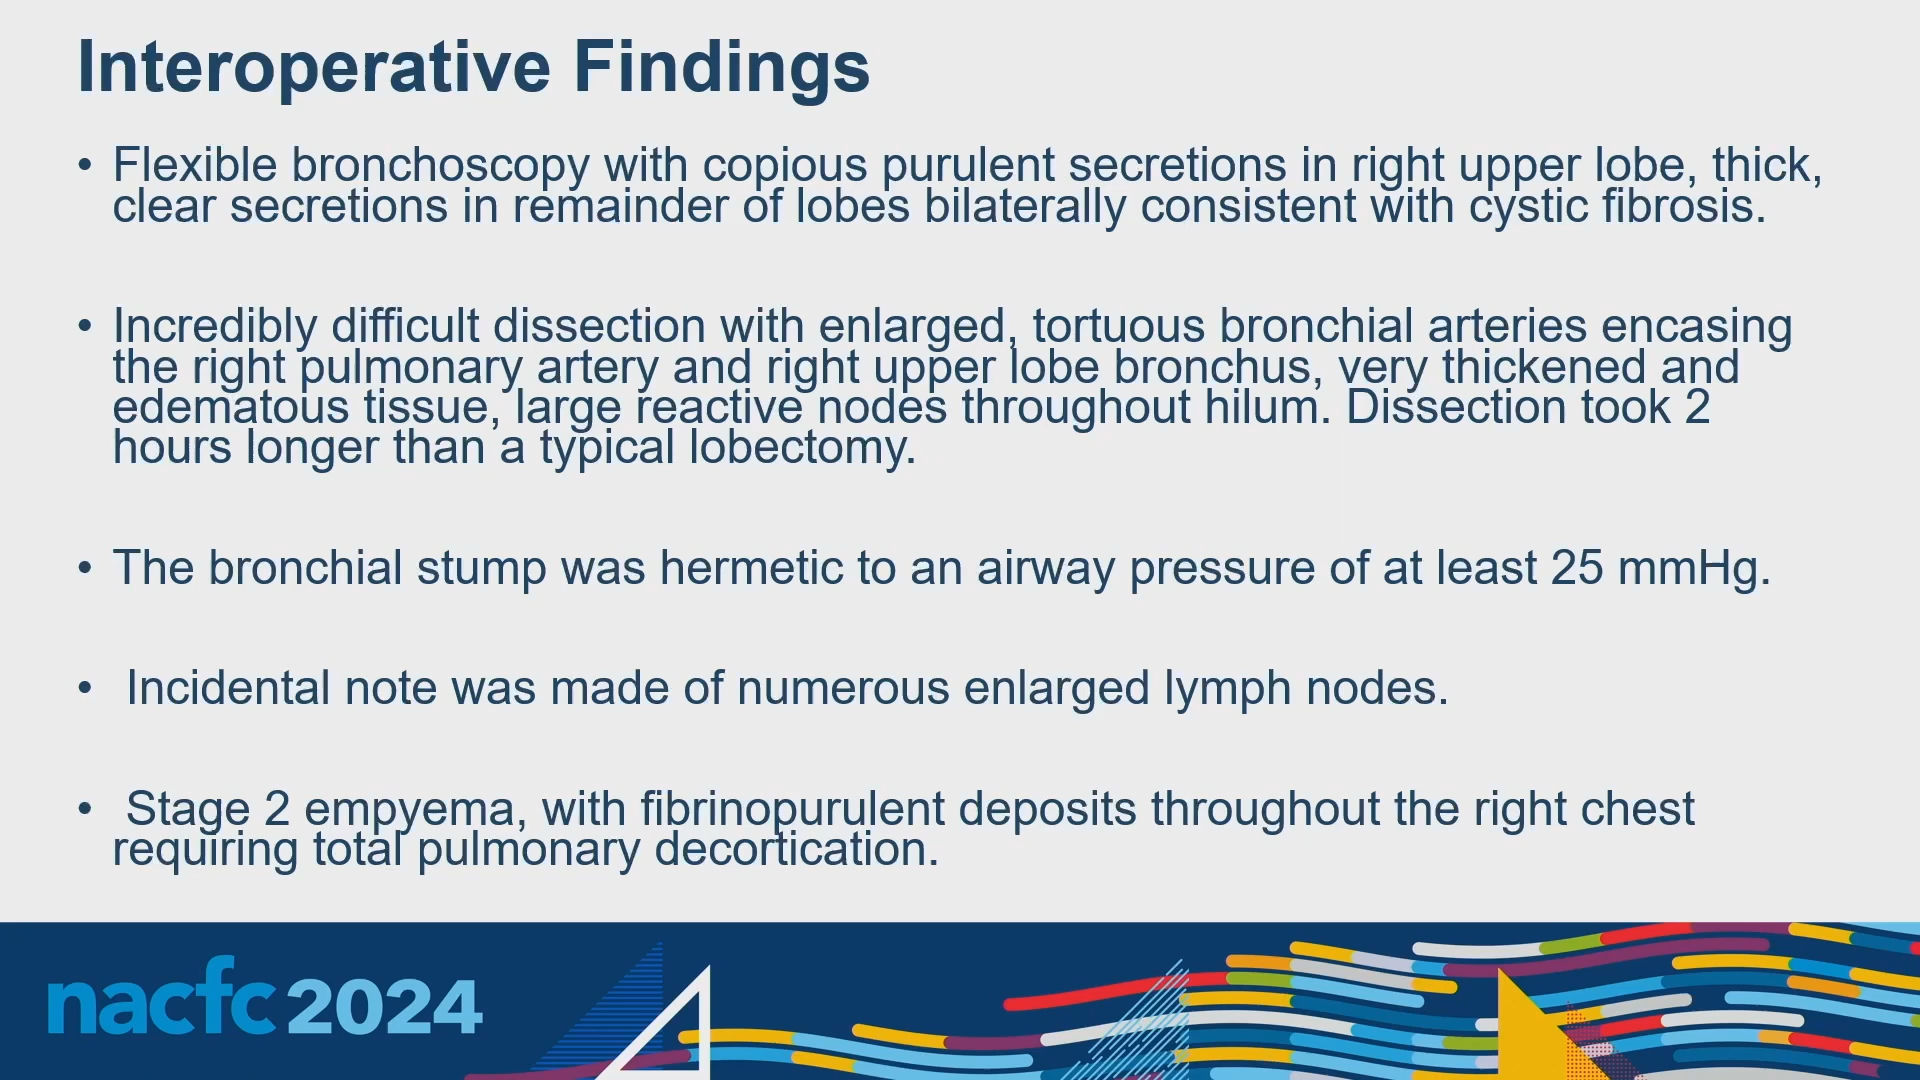 Interoperative Findings
• Flexible bronchoscopy with copious purulent secretions in right upper lobe, thick,
clear secretions in remainder of lobes bilaterally consistent with cystic fibrosis.
• Incredibly difficult dissection with enlarged, tortuous bronchial arteries encasing
the right pulmonary artery and right upper lobe bronchus, very thickened and
edematous tissue, large reactive nodes throughout hilum. Dissection took 2
hours longer than a typical lobectomy.
• The bronchial stump was hermetic to an airway pressure of at least 25 mmHg.
• Incidental note was made of numerous enlarged lymph nodes.
• Stage 2 empyema, with fibrinopurulent deposits throughout the right chest
requiring total pulmonary decortication.
nacfc 2024